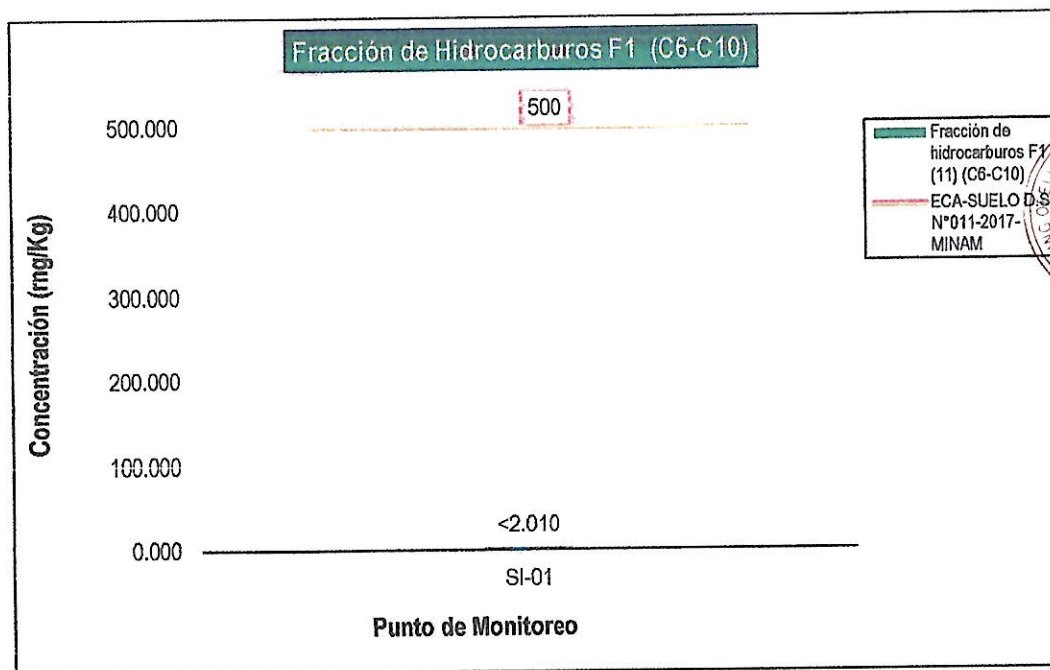 Fracción de Hidrocarburos F1 (C6-C10)
500
500.000
400.000
300.000
200.000
100.000
0.000
Concentración (mg/Kg)
<2.010
SI-01
Punto de Monitoreo
Fracción de
hidrocarburos F1
(11) (C6-C10)
ECA-SUELO D.S
N°011-2017-
MINAM